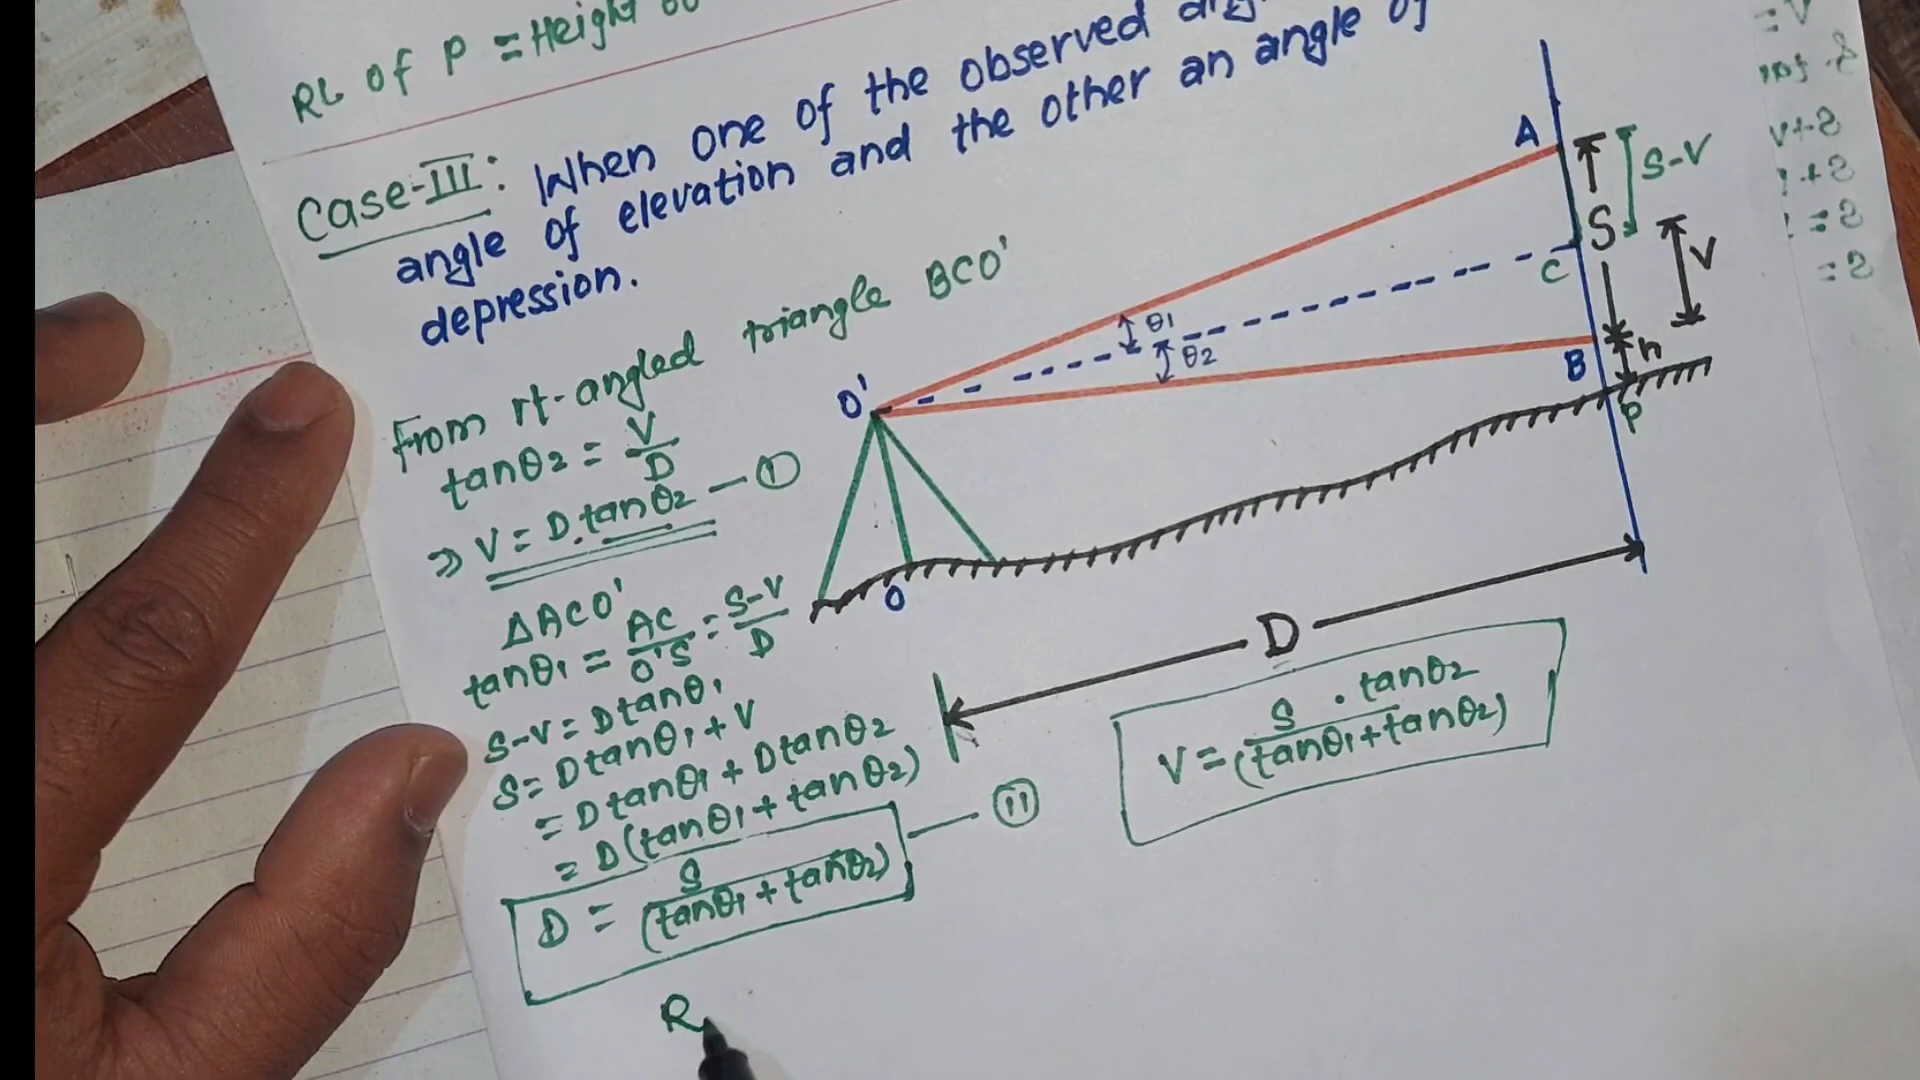 RL of P = Height
Case-III: When one of the observed
angle of elevation and the other an angle of
depression.
From rt-angled triangle BCO'
tanθ2 = V/D
⇒ V = D.tanθ2 — (I)
ΔACO'
tanθ1 = AC/O'S = S-V/D
S-V = Dtanθ1
S = Dtanθ1 + V
= Dtanθ1 + Dtanθ2
= D(tanθ1 + tanθ2)
D = S/(tanθ1 + tanθ2) — (II)
R
A
S-V
S
V
C
θ1
θ2
O'
B
h
P
O
D
V = S . tanθ2/(tanθ1 + tanθ2)